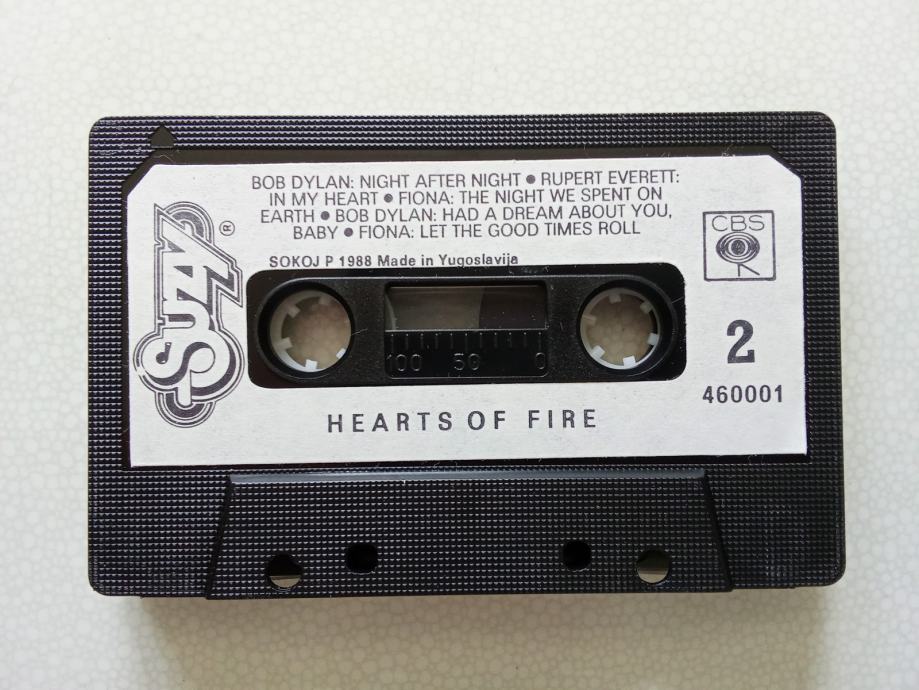 BOB DYLAN: NIGHT AFTER NIGHT ● RUPERT EVERETT:
IN MY HEART ● FIONA: THE NIGHT WE SPENT ON
EARTH ● BOB DYLAN: HAD A DREAM ABOUT YOU,
BABY ● FIONA: LET THE GOOD TIMES ROLL
SOKOJ P 1988 Made in Yugoslavija
SUZY®
CBS
100 50 0
2
460001
HEARTS OF FIRE